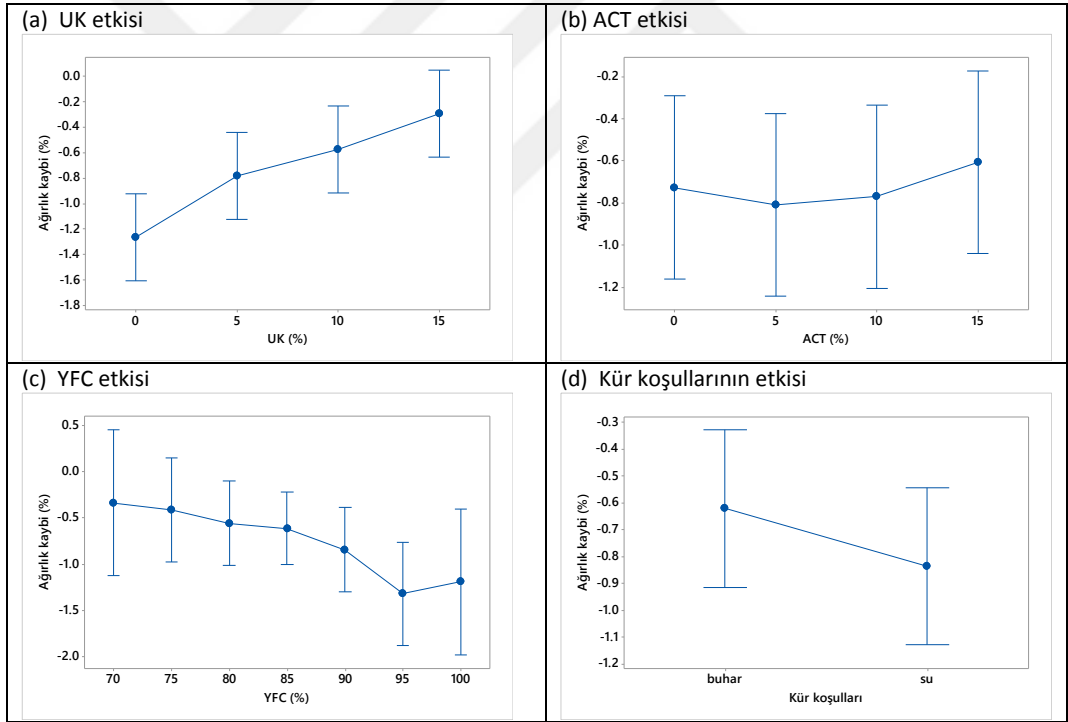 (a) UK etkisi
Ağırlık kaybi (%)
0.0
-0.2
-0.4
-0.6
-0.8
-1.0
-1.2
-1.4
-1.6
-1.8
0 5 10 15
UK (%)
(b) ACT etkisi
Ağırlık kaybi (%)
-0.2
-0.4
-0.6
-0.8
-1.0
-1.2
0 5 10 15
ACT (%)
(c) YFC etkisi
Ağırlık kaybi (%)
0.5
0.0
-0.5
-1.0
-1.5
-2.0
70 75 80 85 90 95 100
YFC (%)
(d) Kür koşullarının etkisi
Ağırlık kaybi (%)
-0.3
-0.4
-0.5
-0.6
-0.7
-0.8
-0.9
-1.0
-1.1
-1.2
buhar su
Kür koşulları